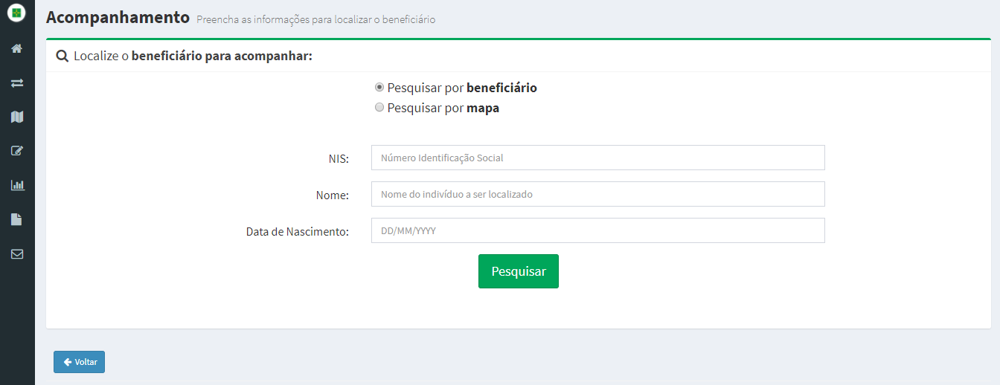 Acompanhamento Preencha as informações para localizar o beneficiário
Localize o beneficiário para acompanhar:
Pesquisar por beneficiário
Pesquisar por mapa
NIS: Número Identificação Social
Nome: Nome do indivíduo a ser localizado
Data de Nascimento: DD/MM/YYYY
Pesquisar
Voltar